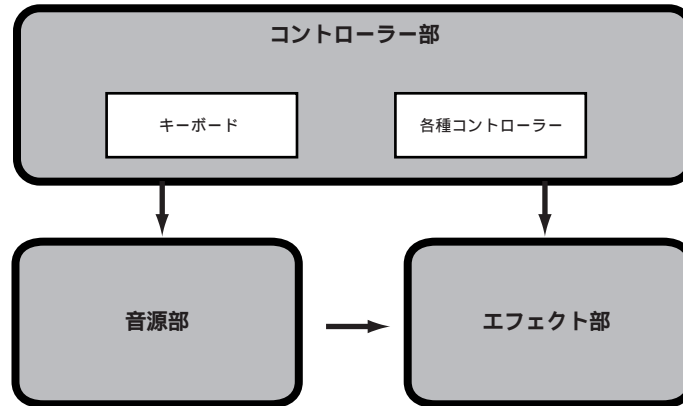 コントローラー部
キーボード
各種コントローラー
音源部
エフェクト部